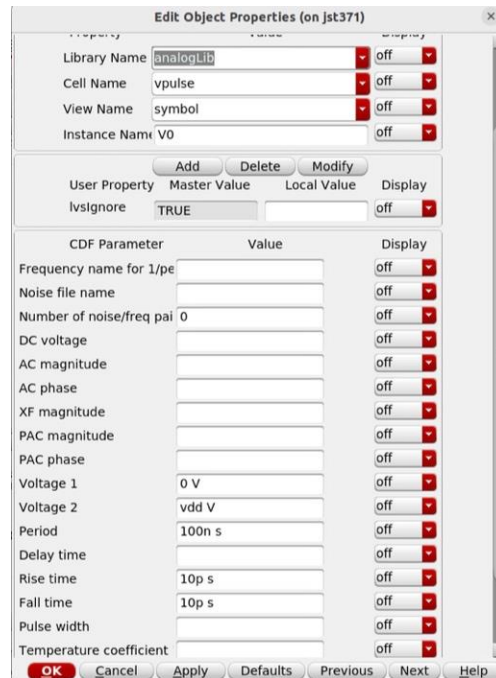 Edit Object Properties (on jst371) ×
Library Name analogLib off
Cell Name vpulse off
View Name symbol off
Instance Name V0 off
Add Delete Modify
User Property Master Value Local Value Display
lvsIgnore TRUE off
CDF Parameter Value Display
Frequency name for 1/pe off
Noise file name off
Number of noise/freq pai 0 off
DC voltage off
AC magnitude off
AC phase off
XF magnitude off
PAC magnitude off
PAC phase off
Voltage 1 0 V off
Voltage 2 vdd V off
Period 100n s off
Delay time off
Rise time 10p s off
Fall time 10p s off
Pulse width off
Temperature coefficient off
OK Cancel Apply Defaults Previous Next Help